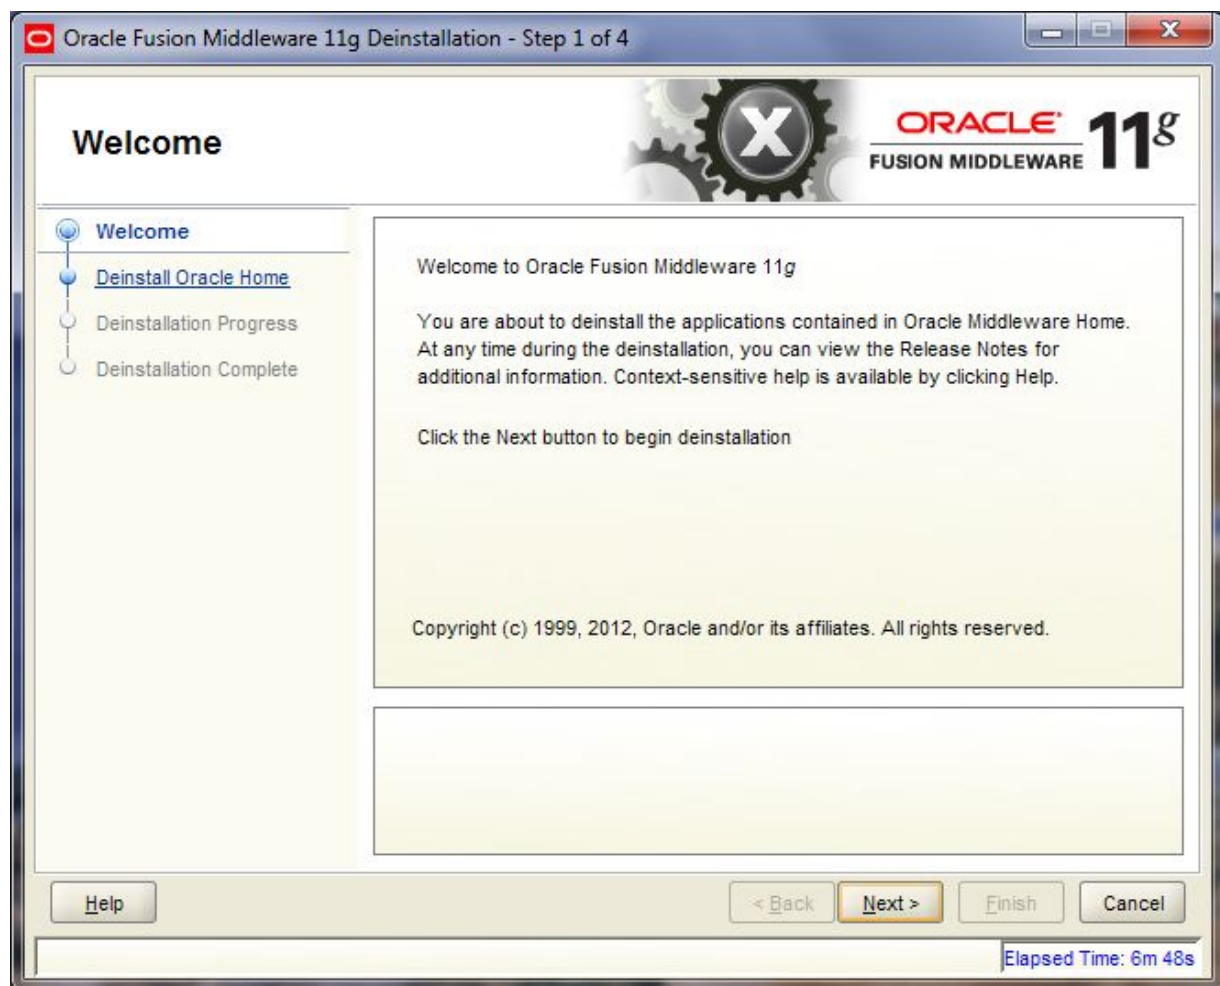 Oracle Fusion Middleware 11g Deinstallation - Step 1 of 4
Welcome
X
ORACLE
FUSION MIDDLEWARE 11g
Welcome
Deinstall Oracle Home
Deinstallation Progress
Deinstallation Complete
Welcome to Oracle Fusion Middleware 11g
You are about to deinstall the applications contained in Oracle Middleware Home.
At any time during the deinstallation, you can view the Release Notes for
additional information. Context-sensitive help is available by clicking Help.
Click the Next button to begin deinstallation
Copyright (c) 1999, 2012, Oracle and/or its affiliates. All rights reserved.
Help
< Back
Next >
Finish
Cancel
Elapsed Time: 6m 48s